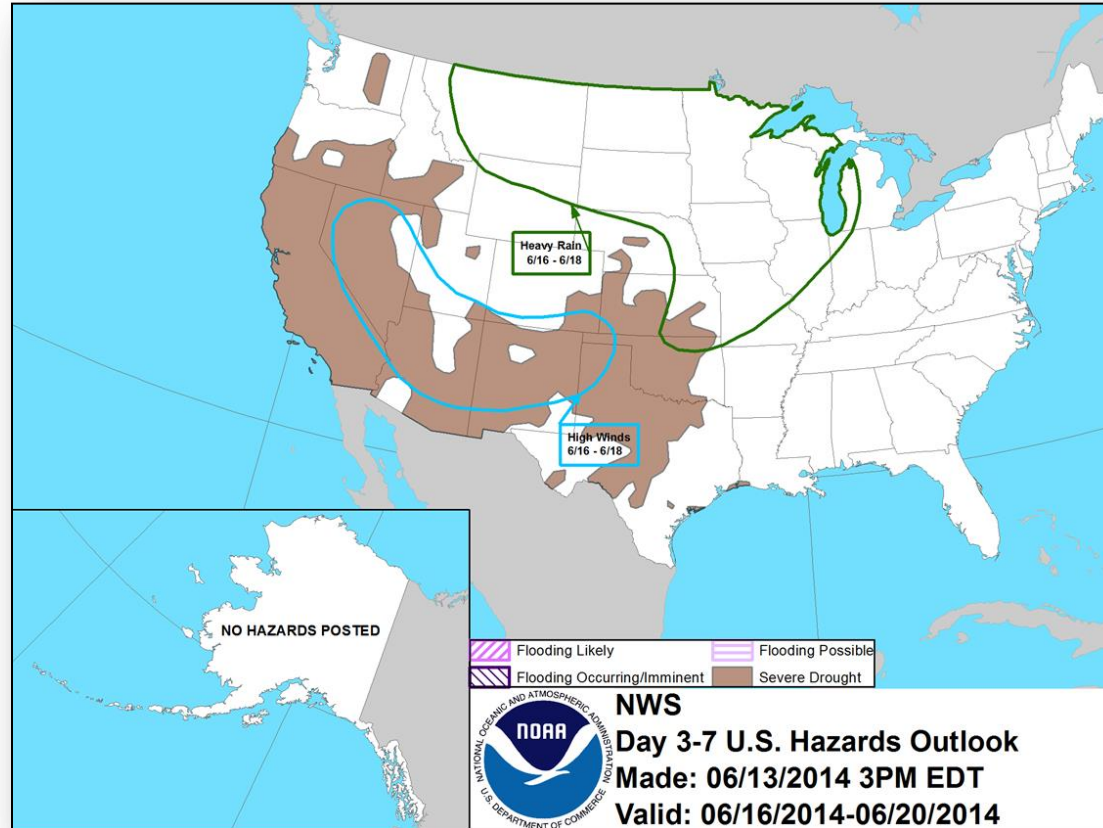 Heavy Rain
6/16 - 6/18
High Winds
6/16 - 6/18
NO HAZARDS POSTED
Flooding Likely
Flooding Possible
Flooding Occurring/Imminent
Severe Drought
NATIONAL OCEANIC AND ATMOSPHERIC ADMINISTRATION
NOAA
U.S. DEPARTMENT OF COMMERCE
NWS
Day 3-7 U.S. Hazards Outlook
Made: 06/13/2014 3PM EDT
Valid: 06/16/2014-06/20/2014